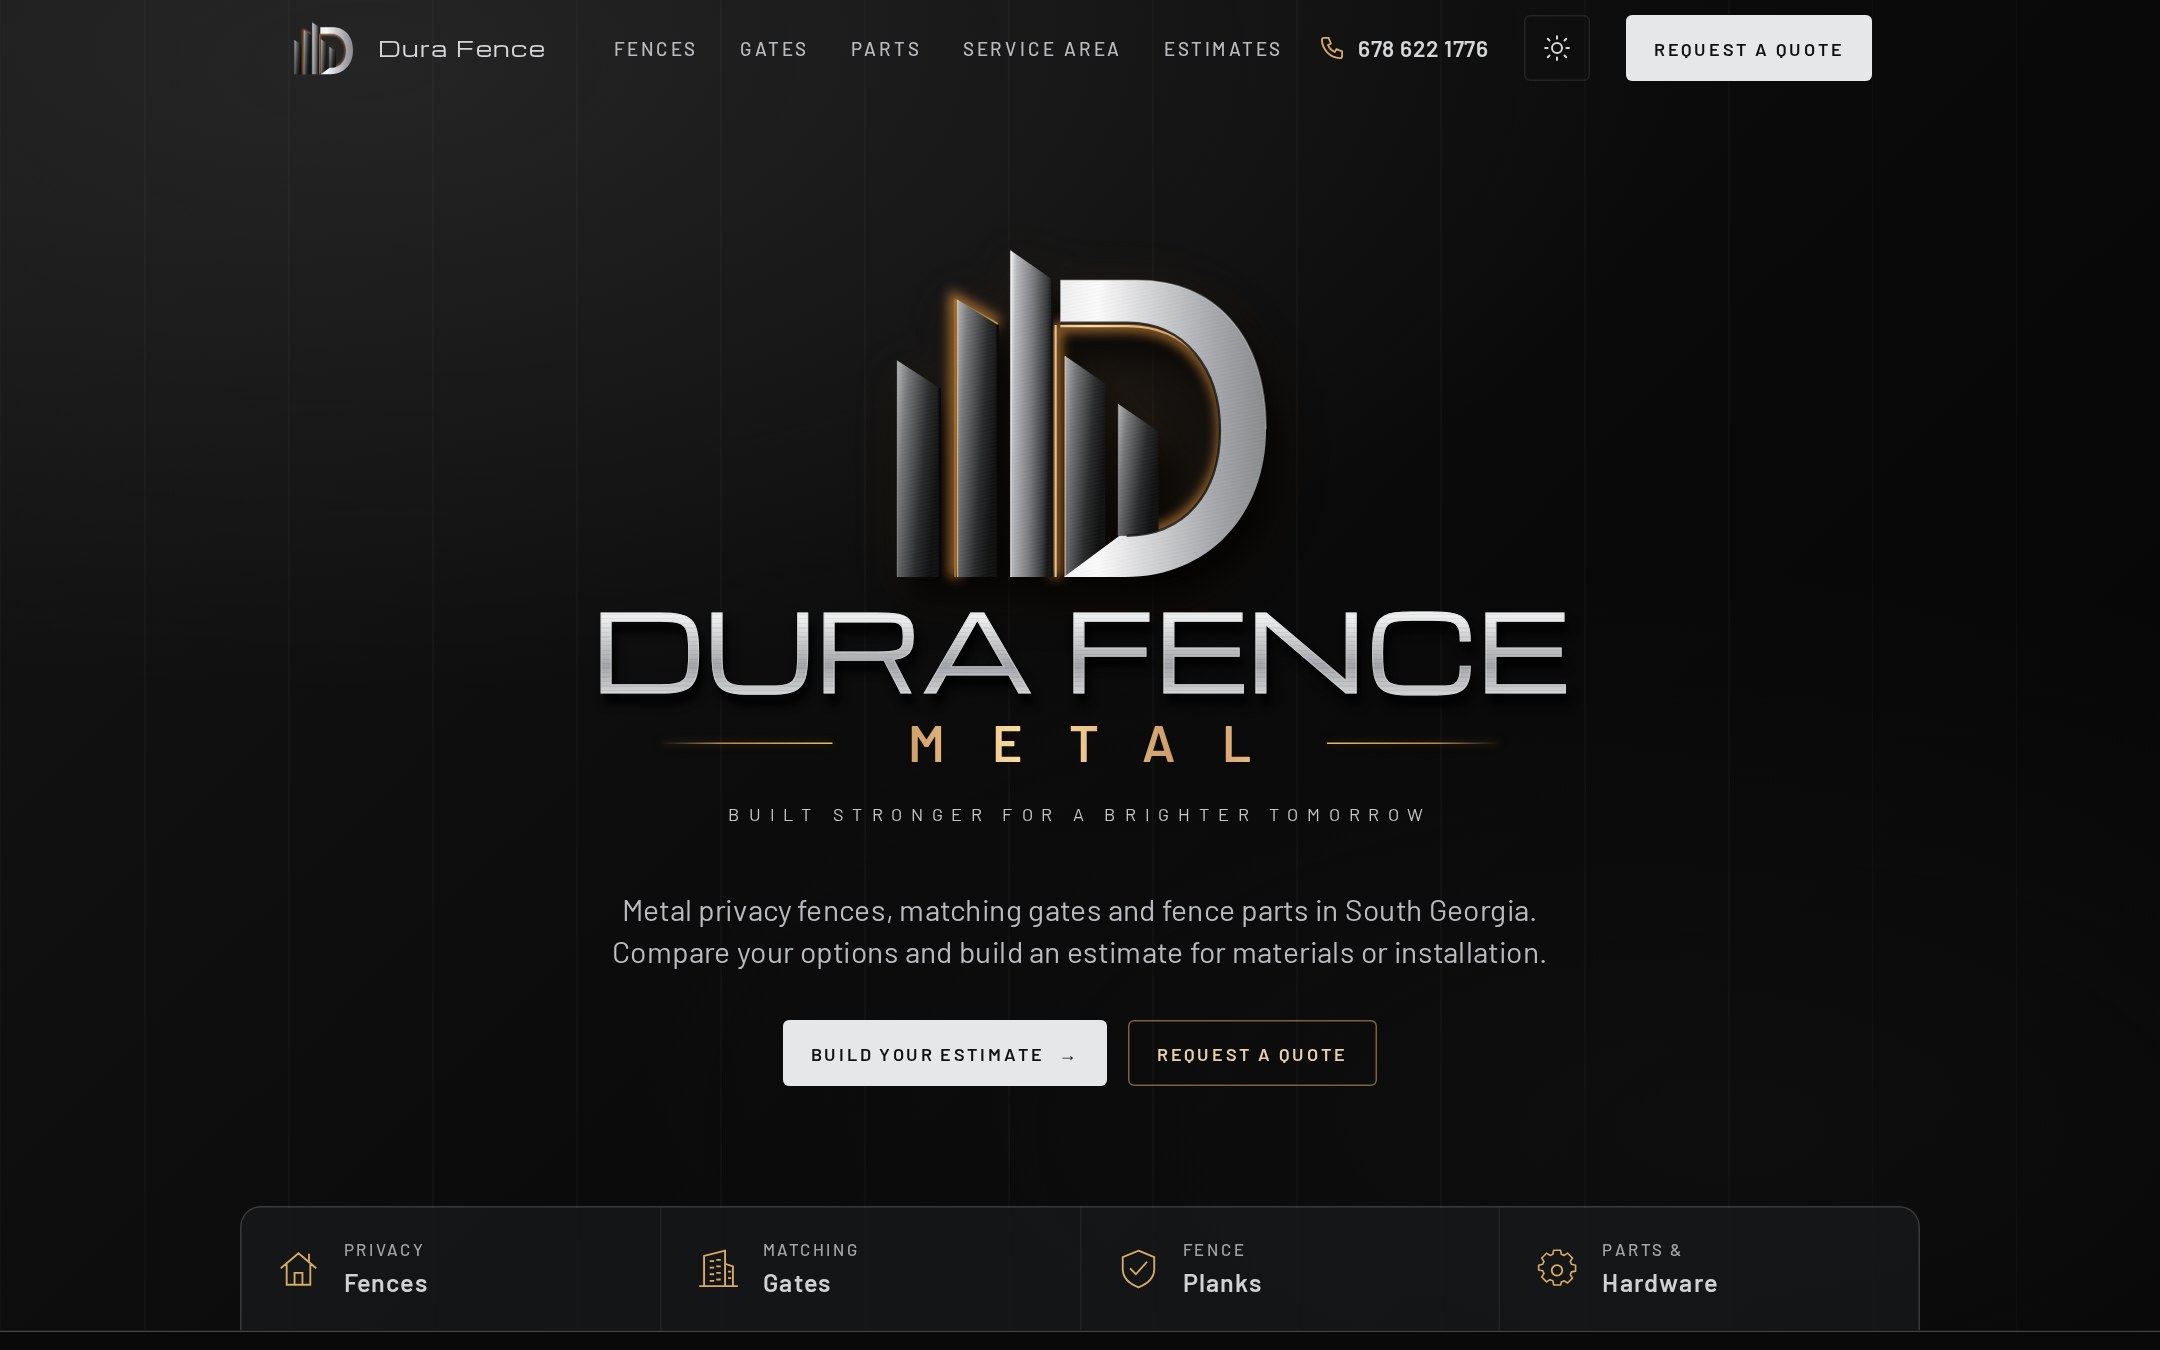 Dura Fence
FENCES
GATES
PARTS
SERVICE AREA
ESTIMATES
678 622 1776
REQUEST A QUOTE
DURA FENCE
METAL
BUILT STRONGER FOR A BRIGHTER TOMORROW
Metal privacy fences, matching gates and fence parts in South Georgia.
Compare your options and build an estimate for materials or installation.
BUILD YOUR ESTIMATE →
REQUEST A QUOTE
PRIVACY
Fences
MATCHING
Gates
FENCE
Planks
PARTS &
Hardware